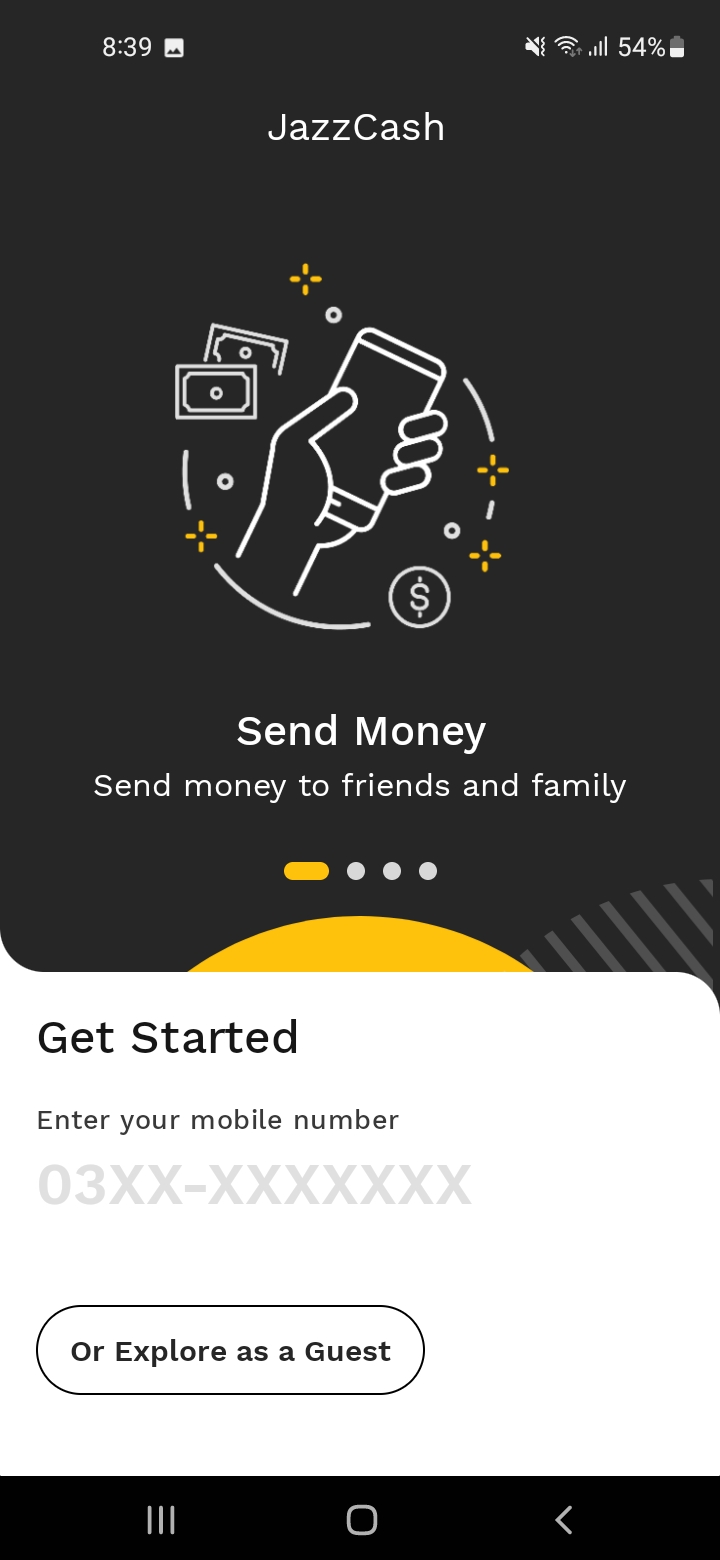 8:39 54%
JazzCash
$
Send Money
Send money to friends and family
Get Started
Enter your mobile number
03XX-XXXXXXX
Or Explore as a Guest